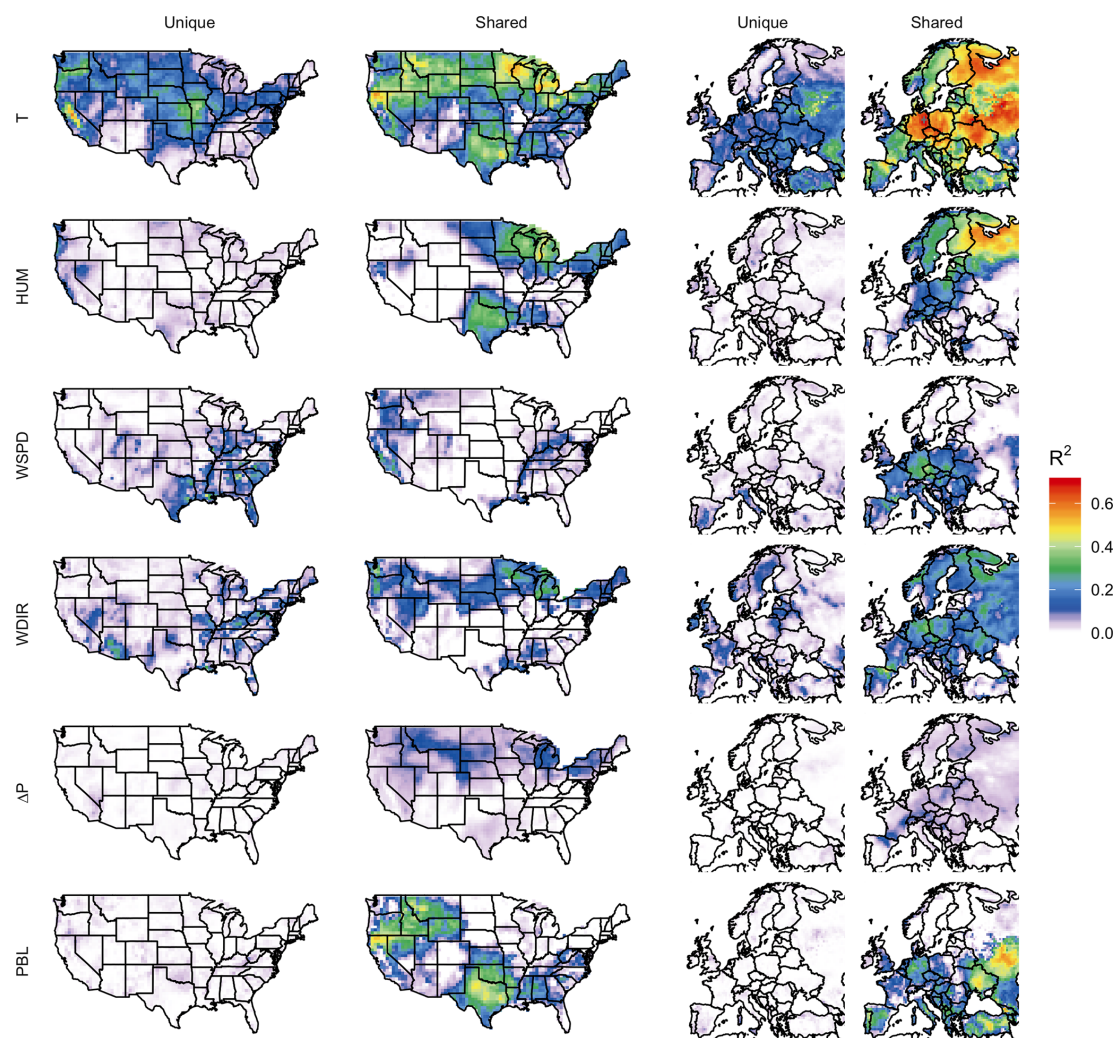 Unique Shared Unique Shared
T
HUM
WSPD
WDIR
ΔP
PBL
R²
0.6
0.4
0.2
0.0